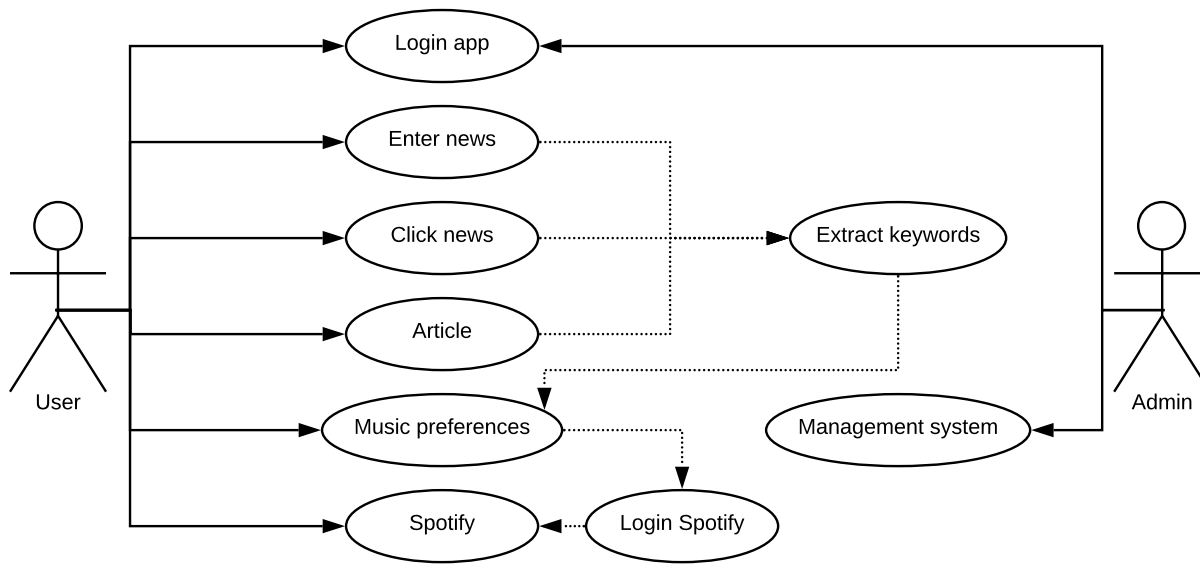 Login app
Enter news
Click news
Extract keywords
Article
User
Admin
Music preferences
Management system
Spotify
Login Spotify